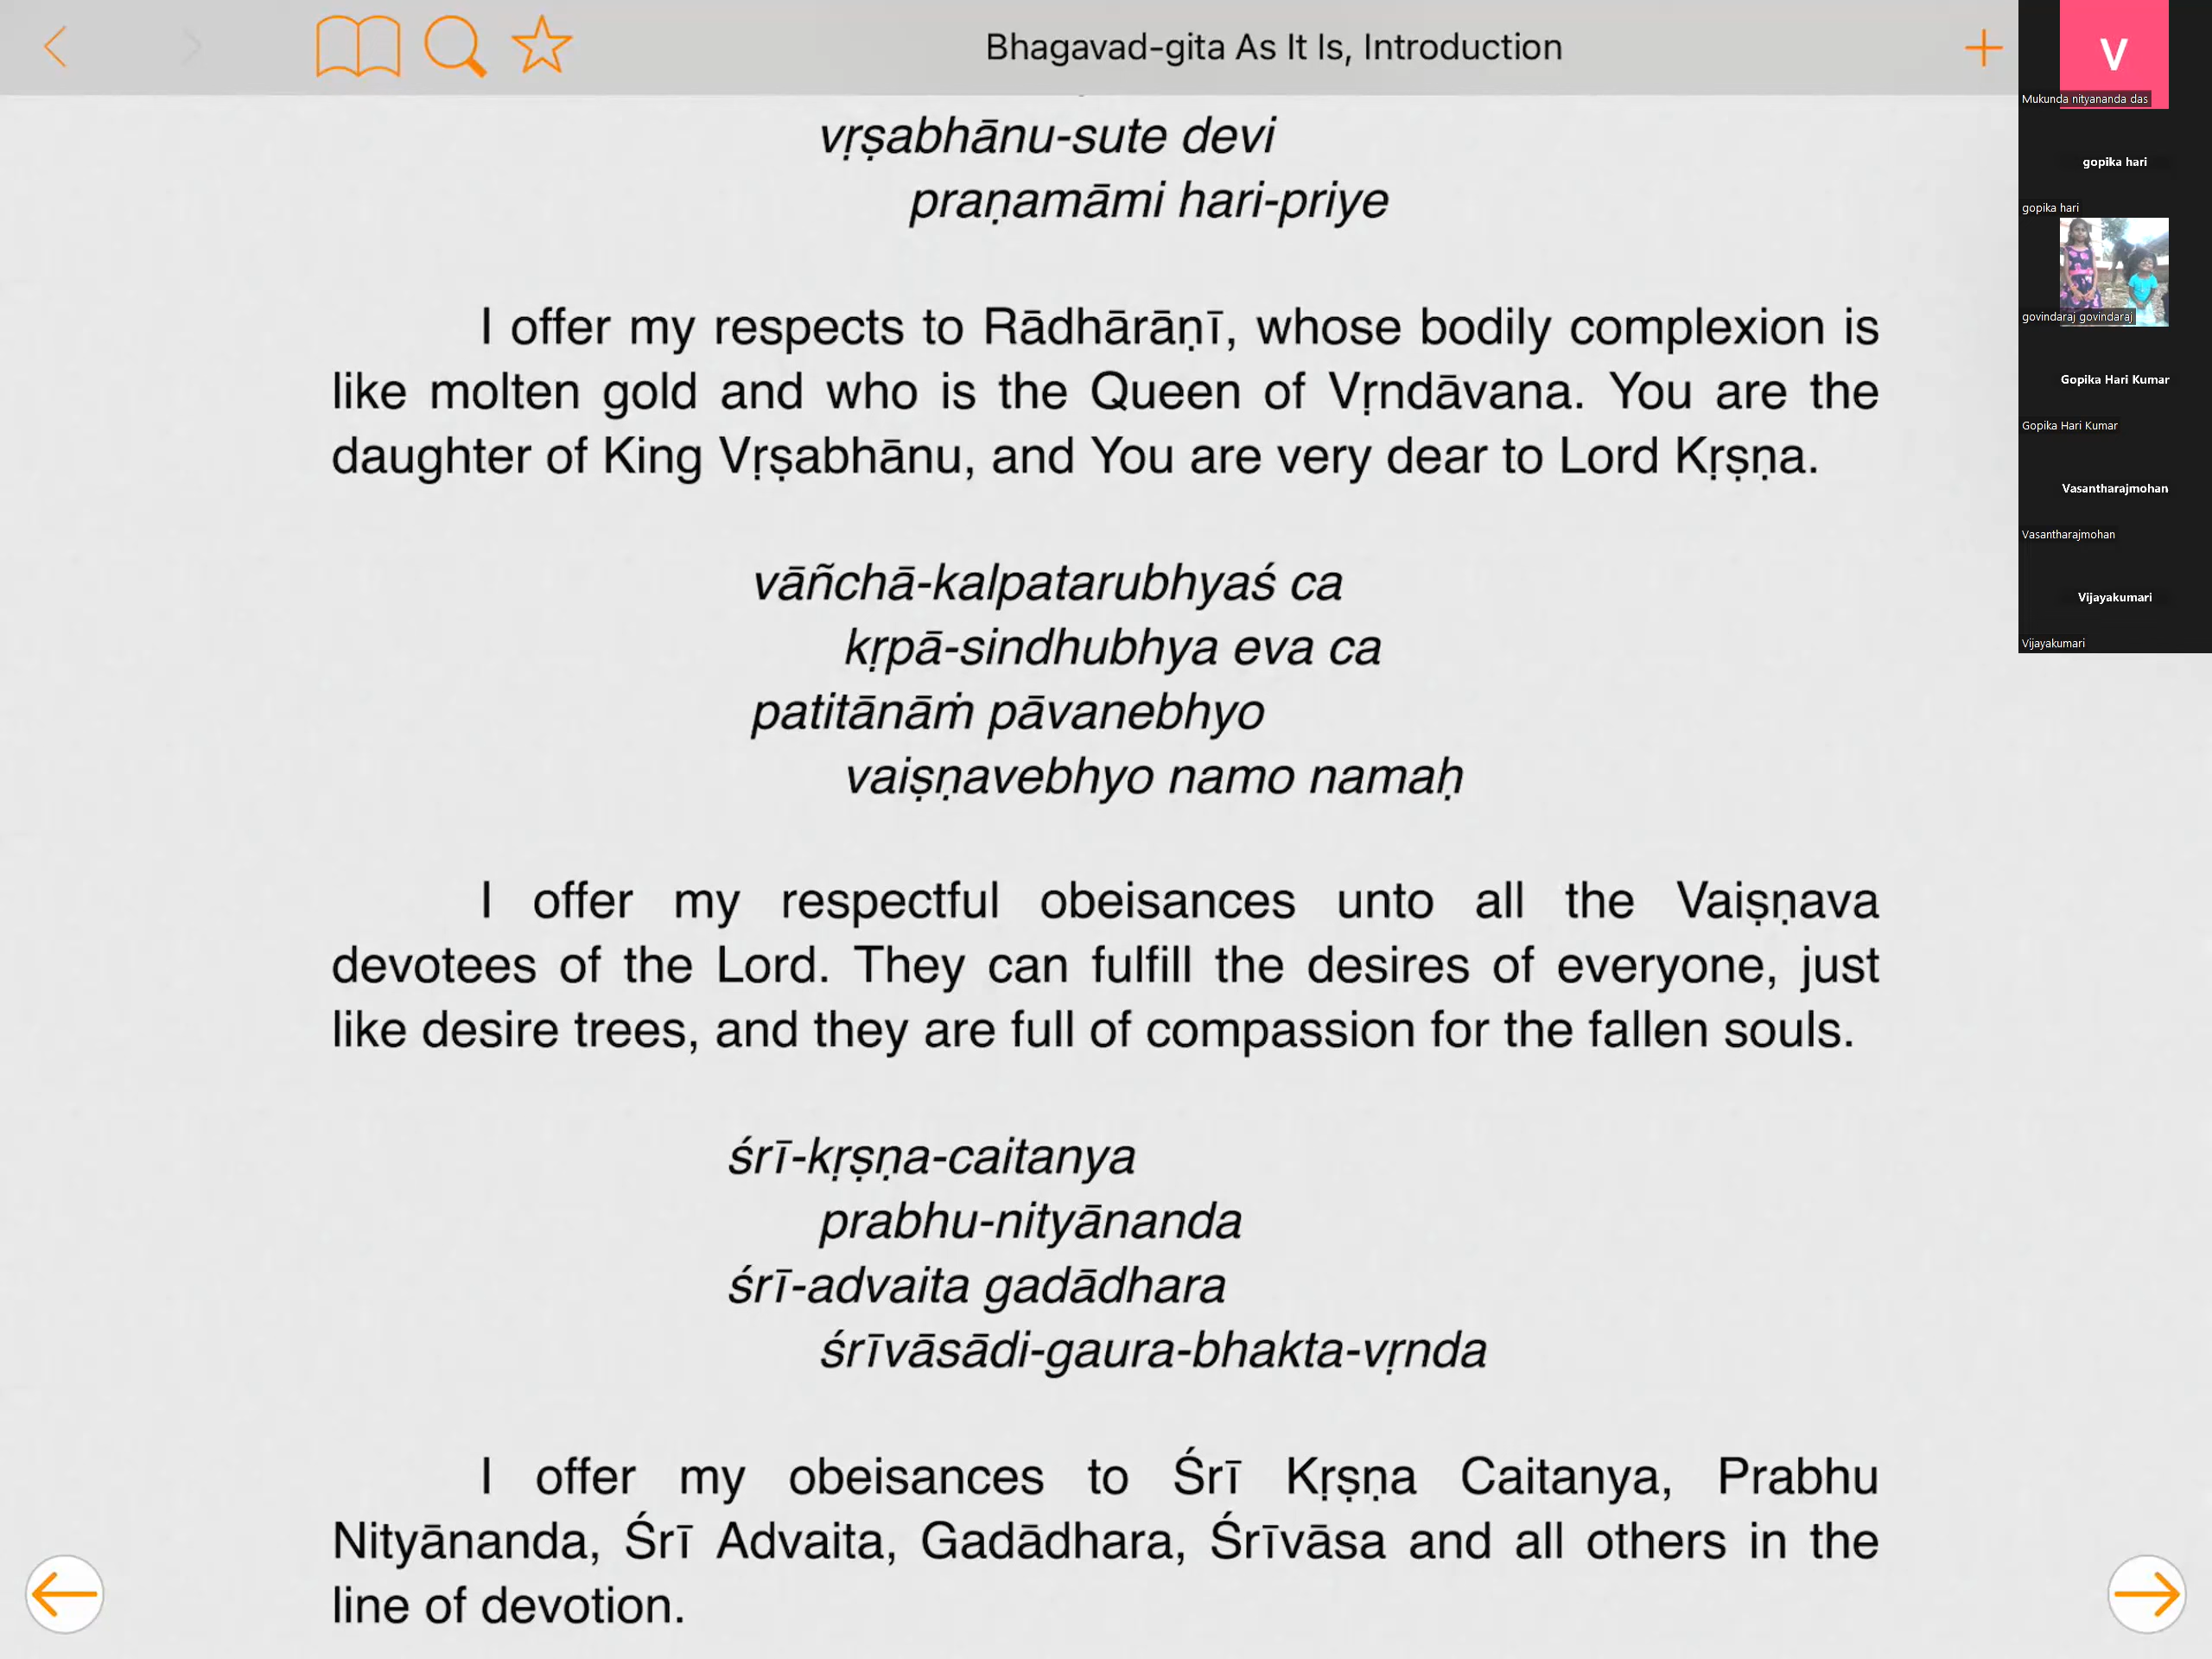 Bhagavad-gita As It Is, Introduction
vṛṣabhānu-sute devi
praṇamāmi hari-priye
I offer my respects to Rādhārāṇī, whose bodily complexion is
like molten gold and who is the Queen of Vṛndāvana. You are the
daughter of King Vṛṣabhānu, and You are very dear to Lord Kṛṣṇa.
vāñchā-kalpatarubhyaś ca
kṛpā-sindhubhya eva ca
patitānāṁ pāvanebhyo
vaiṣṇavebhyo namo namaḥ
I offer my respectful obeisances unto all the Vaiṣṇava
devotees of the Lord. They can fulfill the desires of everyone, just
like desire trees, and they are full of compassion for the fallen souls.
śrī-kṛṣṇa-caitanya
prabhu-nityānanda
śrī-advaita gadādhara
śrīvāsādi-gaura-bhakta-vṛnda
I offer my obeisances to Śrī Kṛṣṇa Caitanya, Prabhu
Nityānanda, Śrī Advaita, Gadādhara, Śrīvāsa and all others in the
line of devotion.
V
Mukunda nityananda das
gopika hari
gopika hari
govindaraj govindaraj
Gopika Hari Kumar
Gopika Hari Kumar
Vasantharajmohan
Vasantharajmohan
Vijayakumari
Vijayakumari